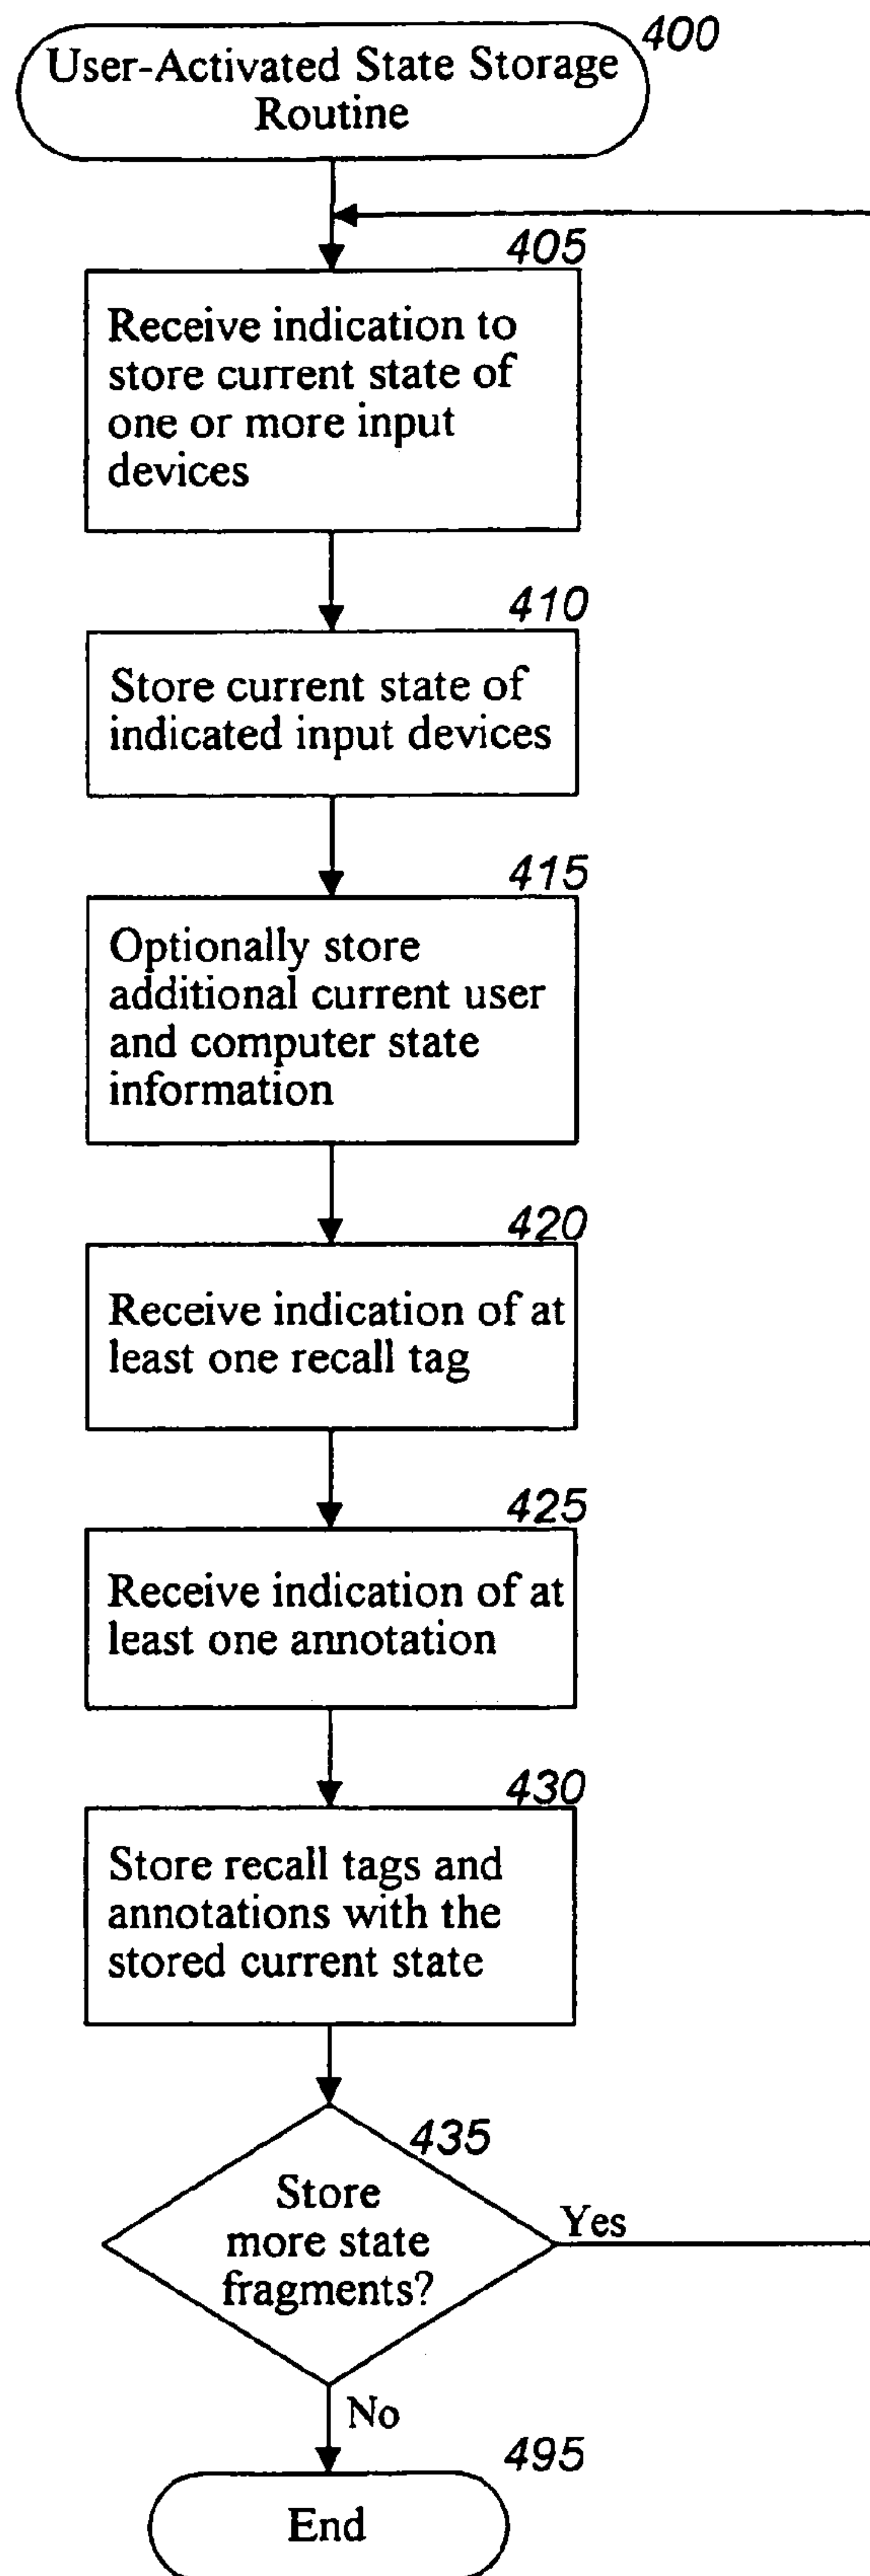 400
User-Activated State Storage
Routine
405
Receive indication to
store current state of
one or more input
devices
410
Store current state of
indicated input devices
415
Optionally store
additional current user
and computer state
information
420
Receive indication of at
least one recall tag
425
Receive indication of at
least one annotation
430
Store recall tags and
annotations with the
stored current state
435
Store
more state
fragments?
Yes
No
495
End